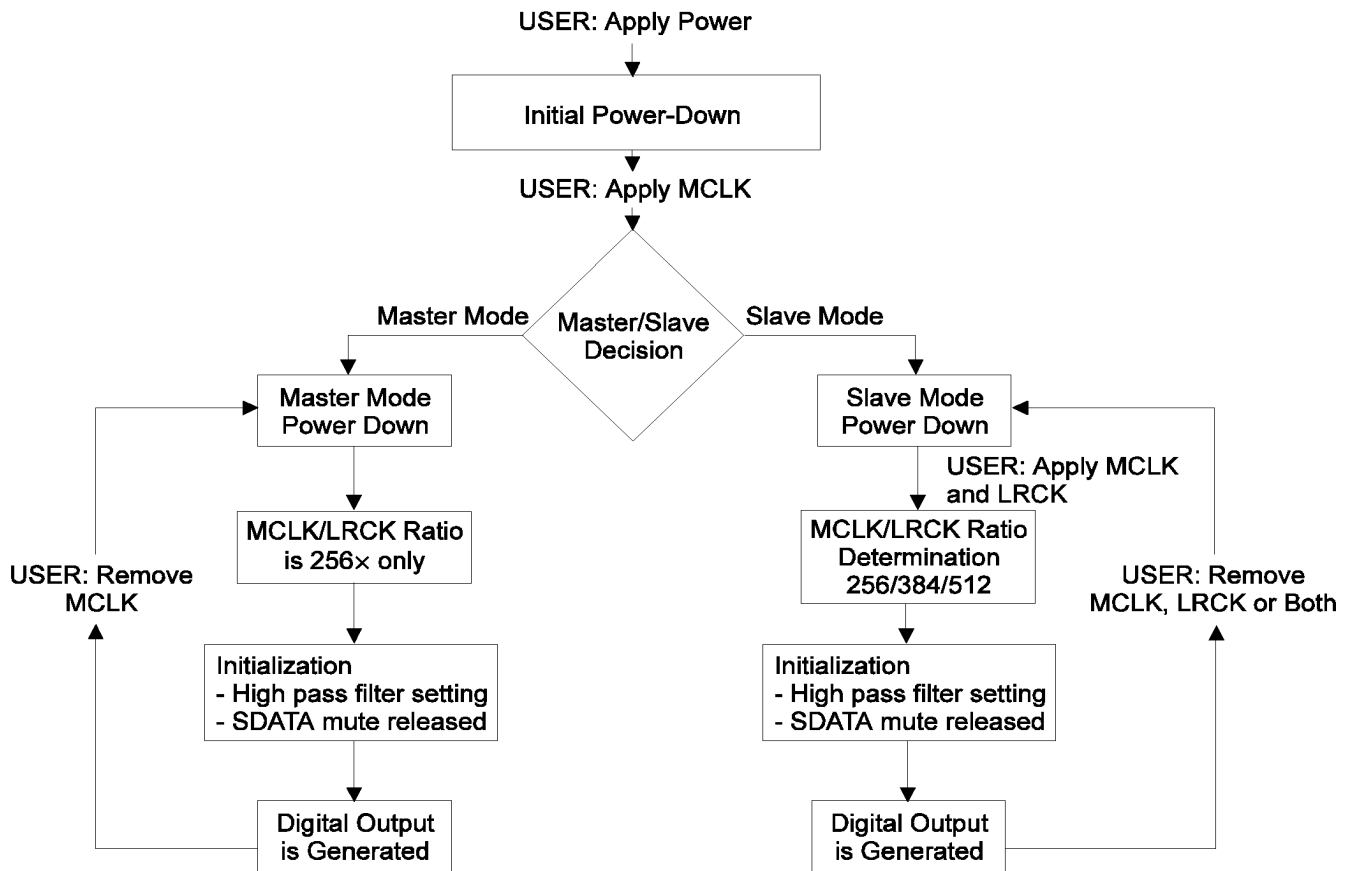 USER: Apply Power
Initial Power-Down
USER: Apply MCLK
Master Mode
Master/Slave
Decision
Slave Mode
Master Mode
Power Down
Slave Mode
Power Down
USER: Apply MCLK
and LRCK
MCLK/LRCK Ratio
is 256× only
MCLK/LRCK Ratio
Determination
256/384/512
USER: Remove
MCLK
USER: Remove
MCLK, LRCK or Both
Initialization
- High pass filter setting
- SDATA mute released
Initialization
- High pass filter setting
- SDATA mute released
Digital Output
is Generated
Digital Output
is Generated